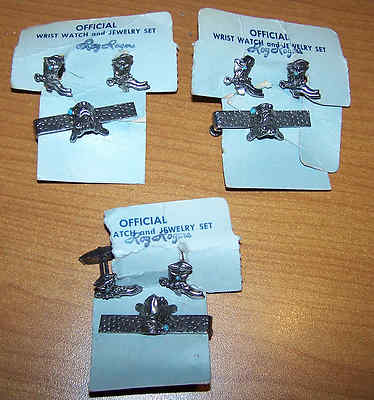 OFFICIAL
WRIST WATCH and JEWELRY SET
Roy Rogers
OFFICIAL
WRIST WATCH and JEWELRY SET
Roy Rogers
OFFICIAL
ATCH and JEWELRY SET
Roy Rogers